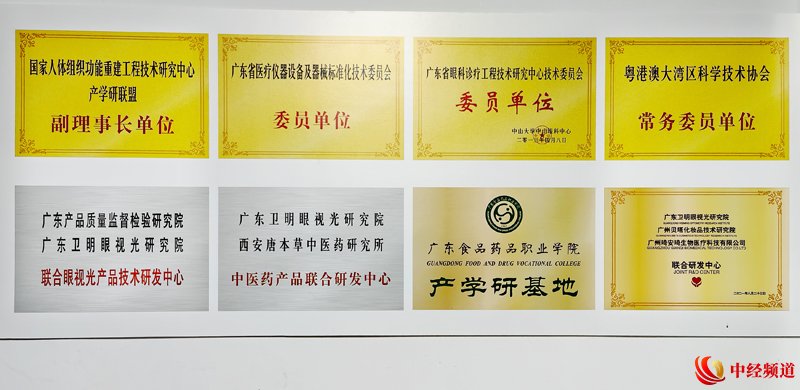 国家人体组织功能重建工程技术研究中心
产学研联盟
副理事长单位
广东省医疗仪器设备及器械标准化技术委员会
委员单位
广东省眼科诊疗工程技术研究中心技术委员会
委员单位
中山大学中山眼科中心
粤港澳大湾区科学技术协会
常务委员单位
广东产品质量监督检验研究院
广东卫明眼视光研究院
联合眼视光产品技术研发中心
广东卫明眼视光研究院
西安唐本草中医药研究所
中医药产品联合研发中心
广东食品药品职业学院
GUANGDONG FOOD AND DRUG VOCATIONAL COLLEGE
产学研基地
广东卫明眼视光研究院
广州贝嗒化妆品技术研究院
广州绮安琦生物医疗科技有限公司
联合研发中心
JOINT R&D CENTER
中经频道